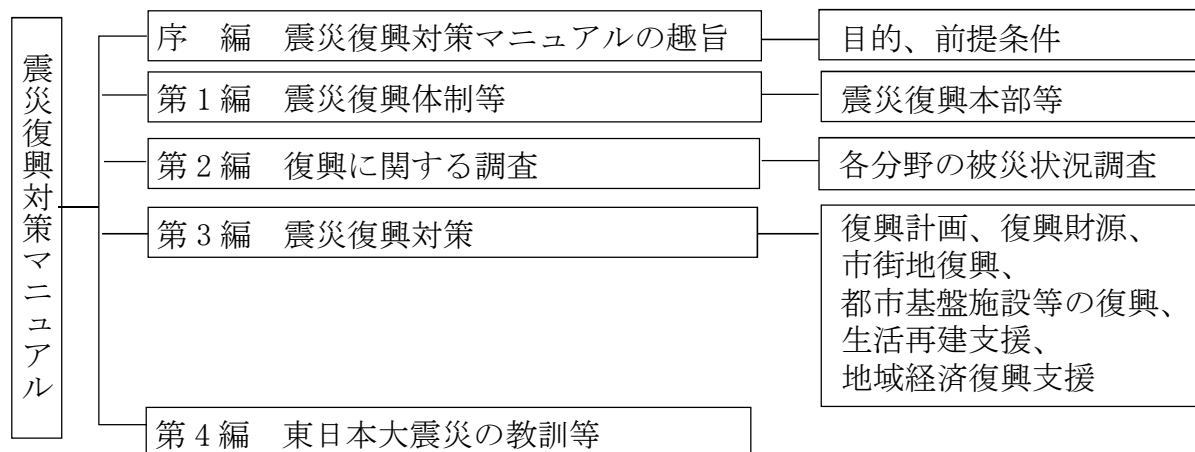 震災復興対策マニュアル
序　編　震災復興対策マニュアルの趣旨
目的、前提条件
第１編　震災復興体制等
震災復興本部等
第２編　復興に関する調査
各分野の被災状況調査
第３編　震災復興対策
復興計画、復興財源、
市街地復興、
都市基盤施設等の復興、
生活再建支援、
地域経済復興支援
第４編　東日本大震災の教訓等